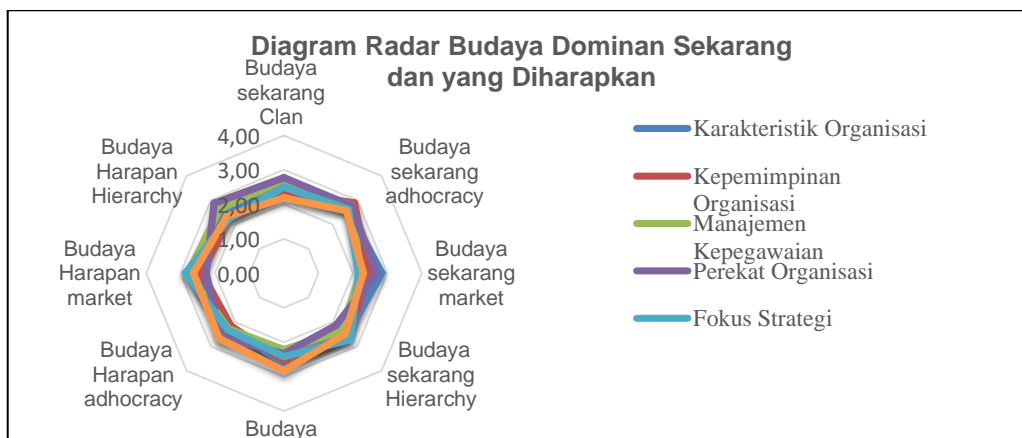 Diagram Radar Budaya Dominan Sekarang
dan yang Diharapkan
Budaya
sekarang
Clan
Budaya
sekarang
adhocracy
Budaya
sekarang
market
Budaya
sekarang
Hierarchy
Budaya
Budaya
Harapan
adhocracy
Budaya
Harapan
market
Budaya
Harapan
Hierarchy
4,00
3,00
2,00
1,00
0,00
Karakteristik Organisasi
Kepemimpinan
Organisasi
Manajemen
Kepegawaian
Perekat Organisasi
Fokus Strategi